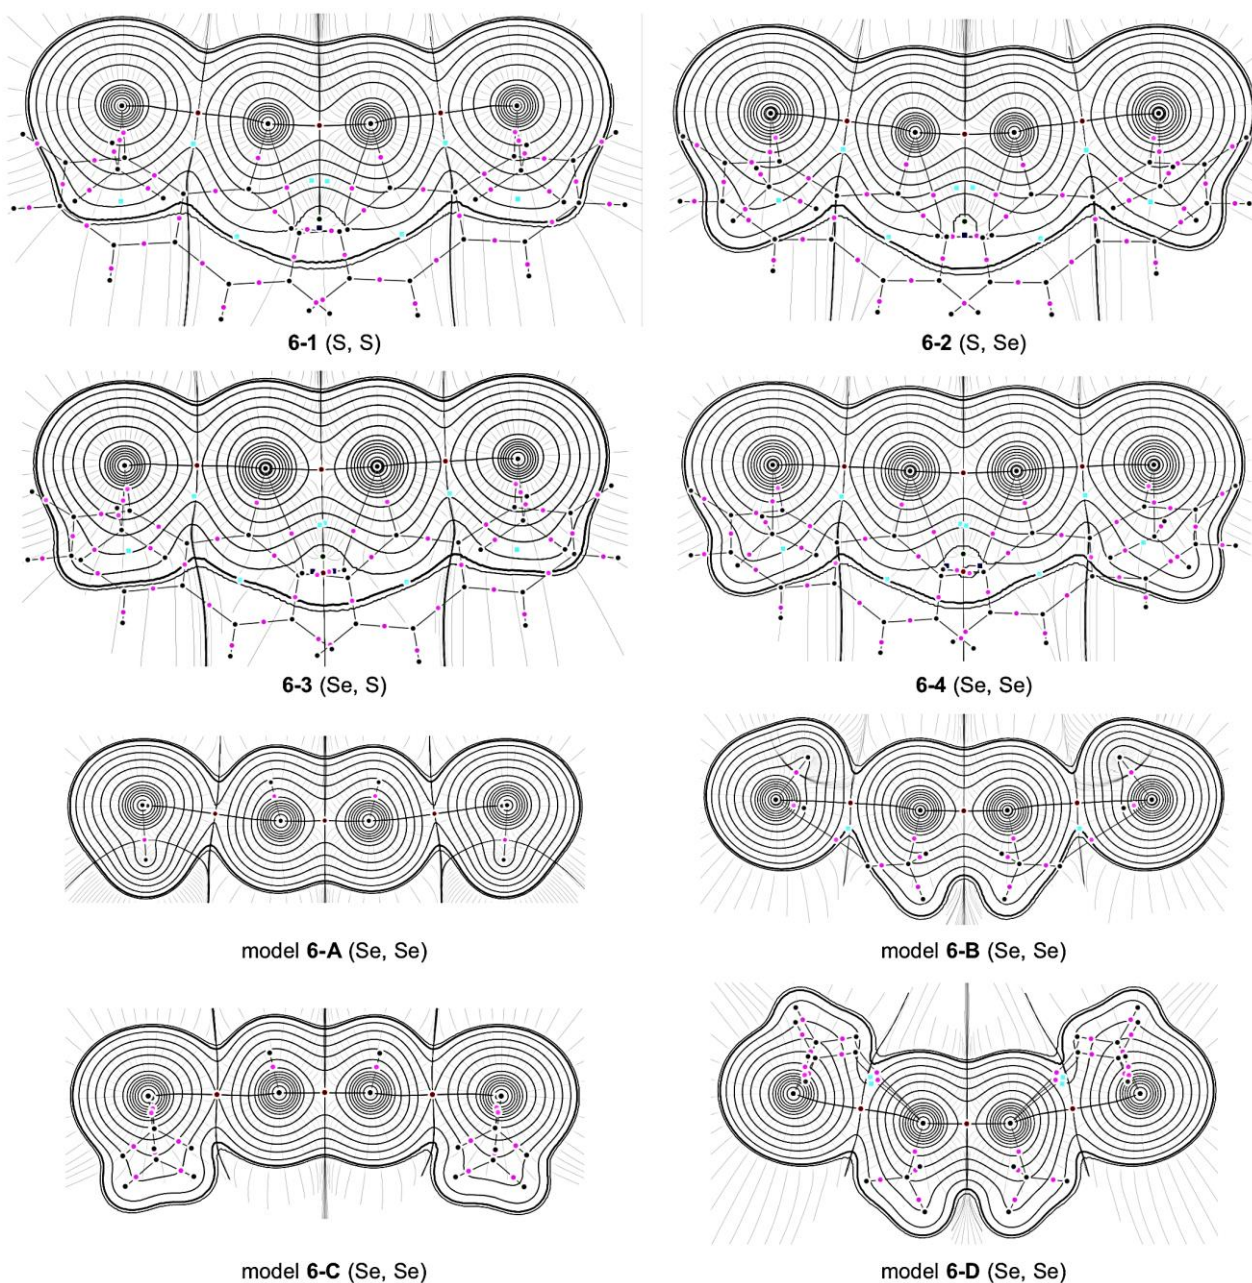 6-1 (S, S)
6-2 (S, Se)
6-3 (Se, S)
6-4 (Se, Se)
model 6-A (Se, Se)
model 6-B (Se, Se)
model 6-C (Se, Se)
model 6-D (Se, Se)